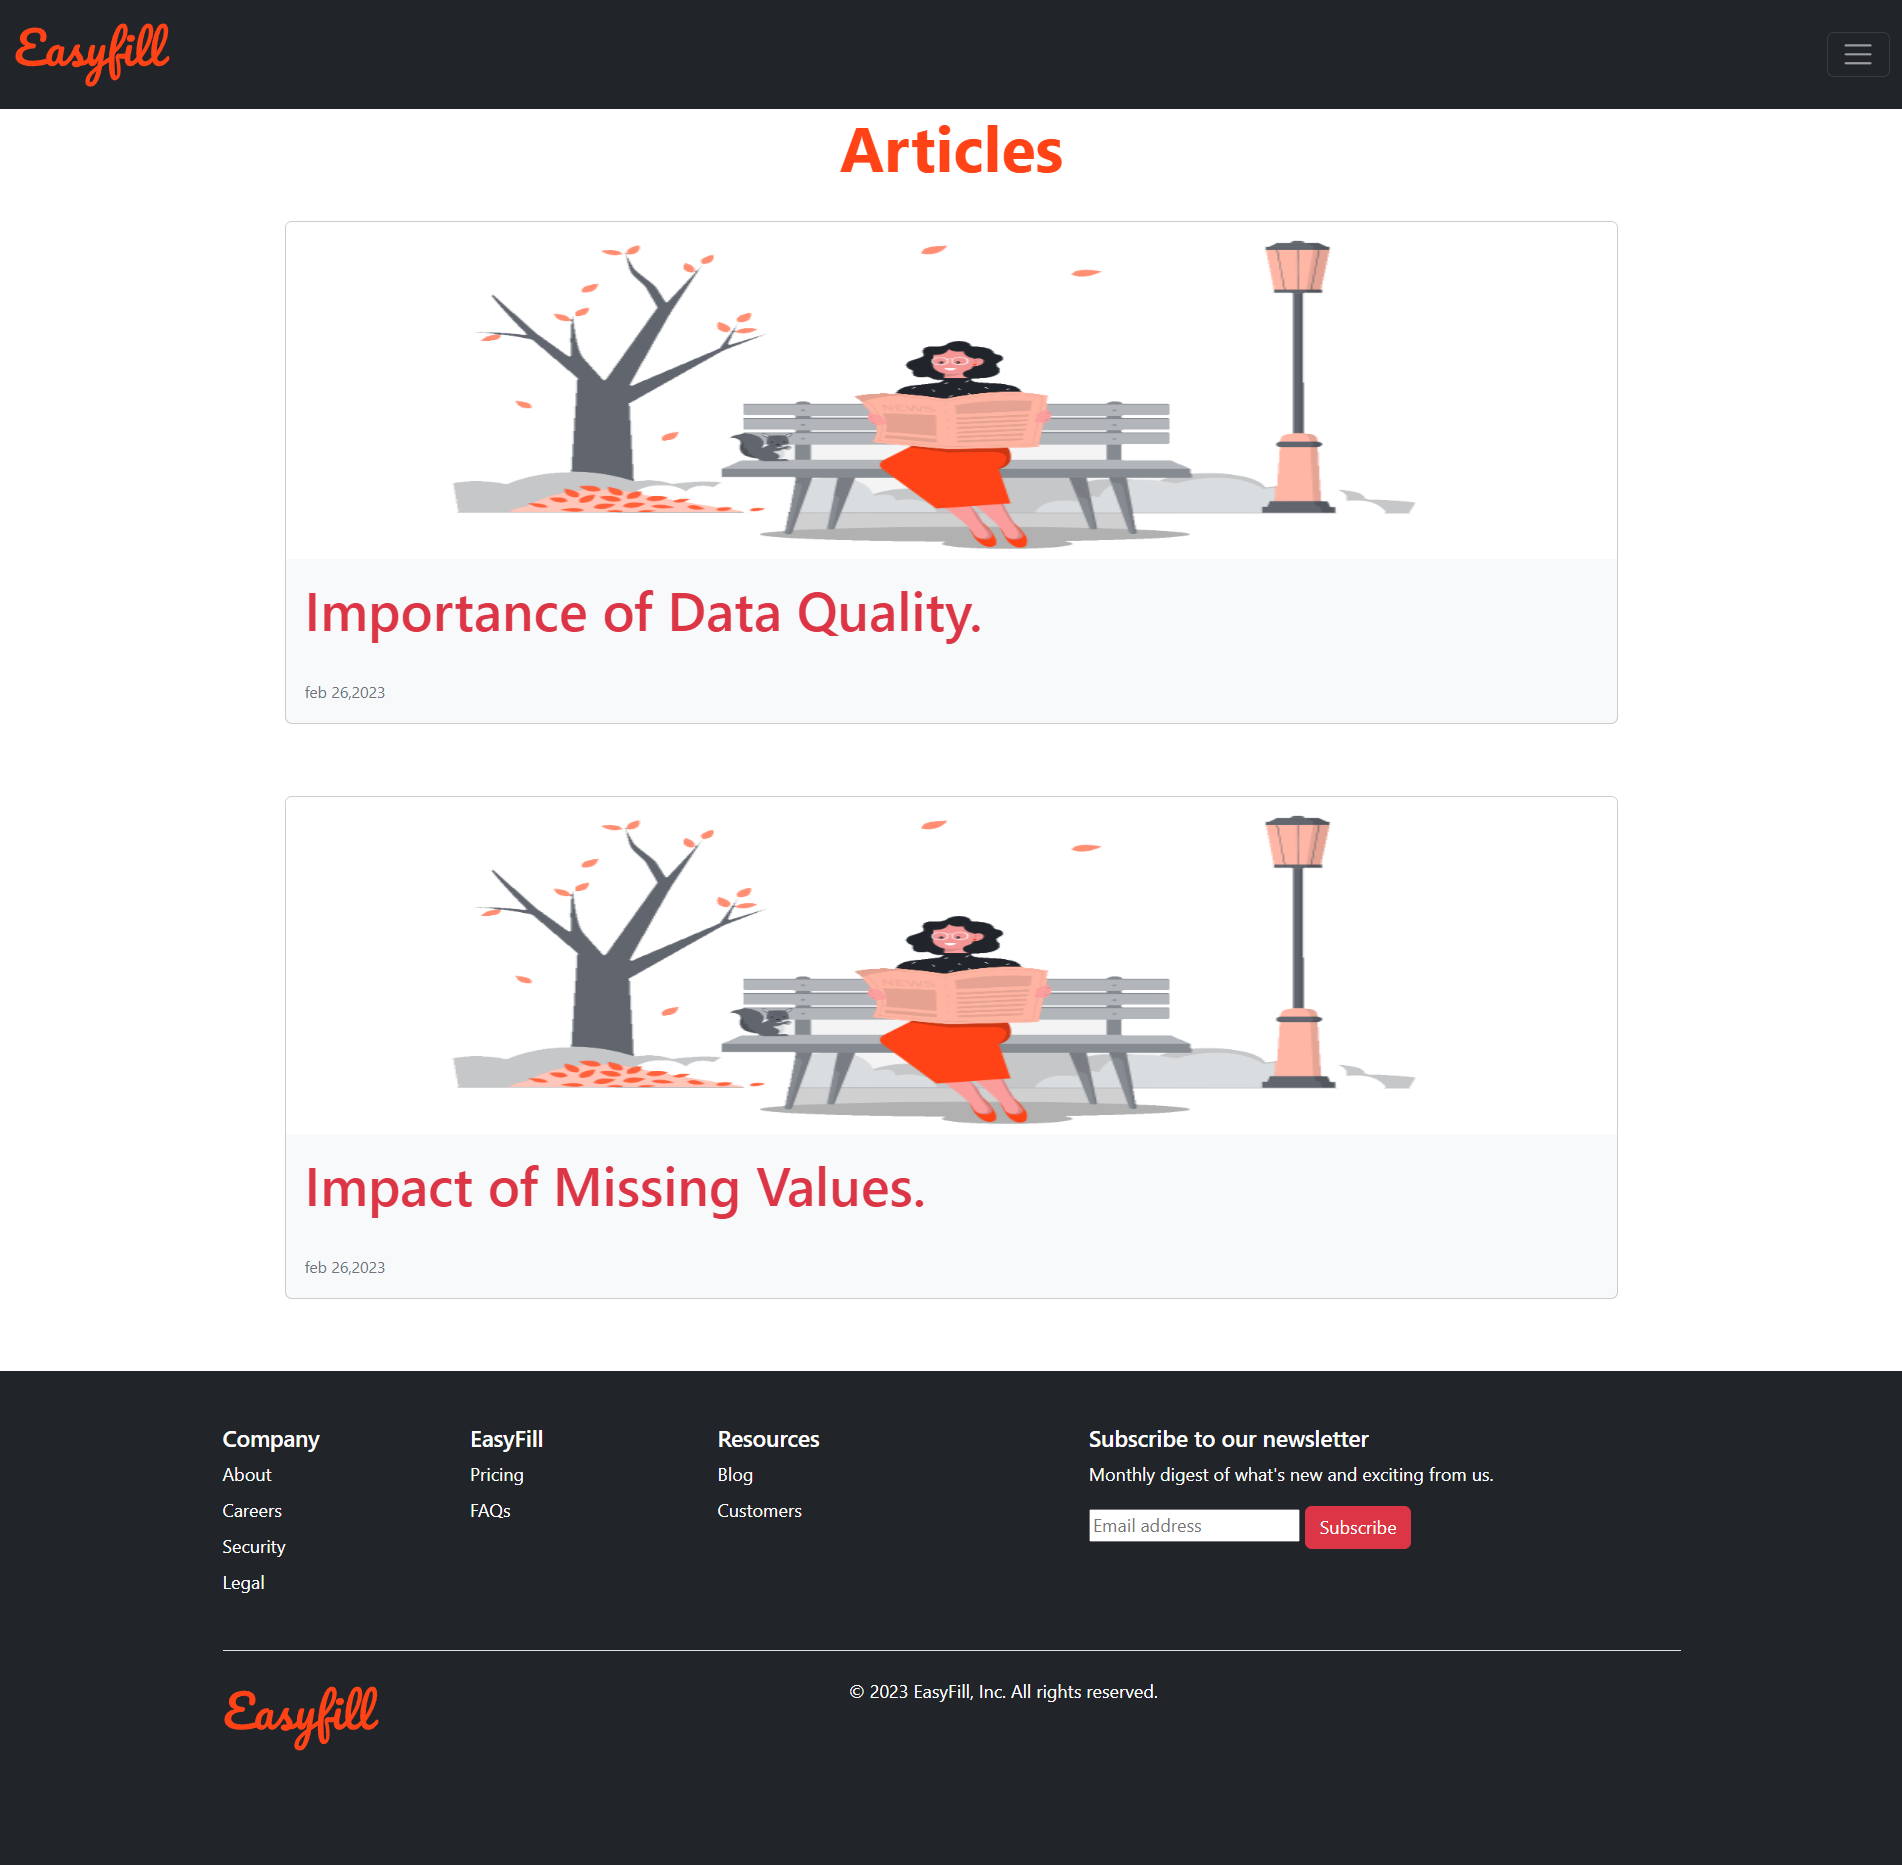 Easyfill
Articles
NEWS
Importance of Data Quality.
feb 26,2023
NEWS
Impact of Missing Values.
feb 26,2023
Company
About
Careers
Security
Legal
EasyFill
Pricing
FAQs
Resources
Blog
Customers
Subscribe to our newsletter
Monthly digest of what's new and exciting from us.
Email address
Subscribe
Easyfill
© 2023 EasyFill, Inc. All rights reserved.